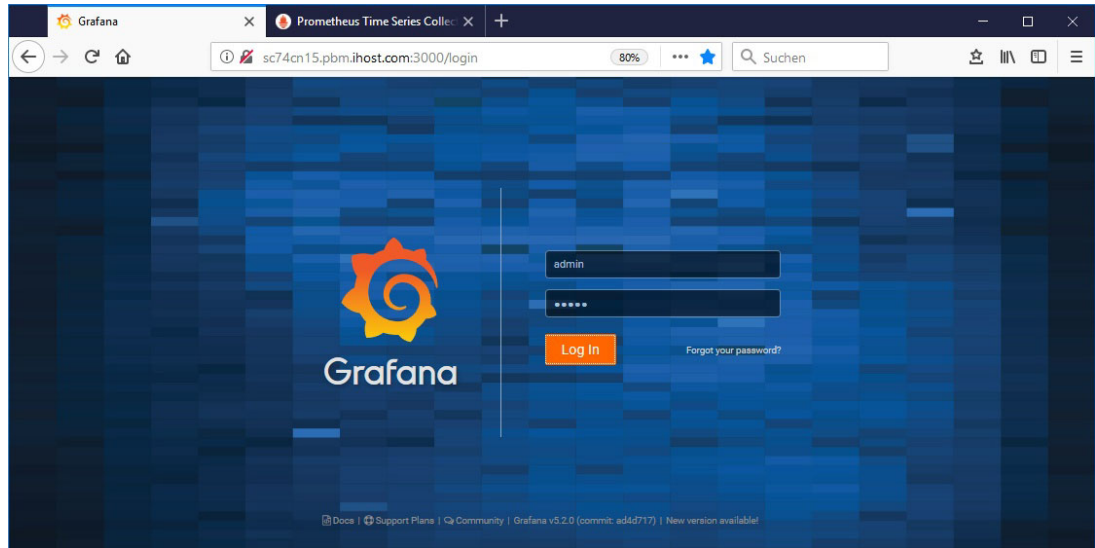 Grafana
Prometheus Time Series Collec
sc74cn15.pbm.ihost.com:3000/login
80%
Suchen
admin
Log In
Forgot your password?
Grafana
Docs | Support Plans | Community | Grafana v5.2.0 (commit: ad4d717) | New version available!